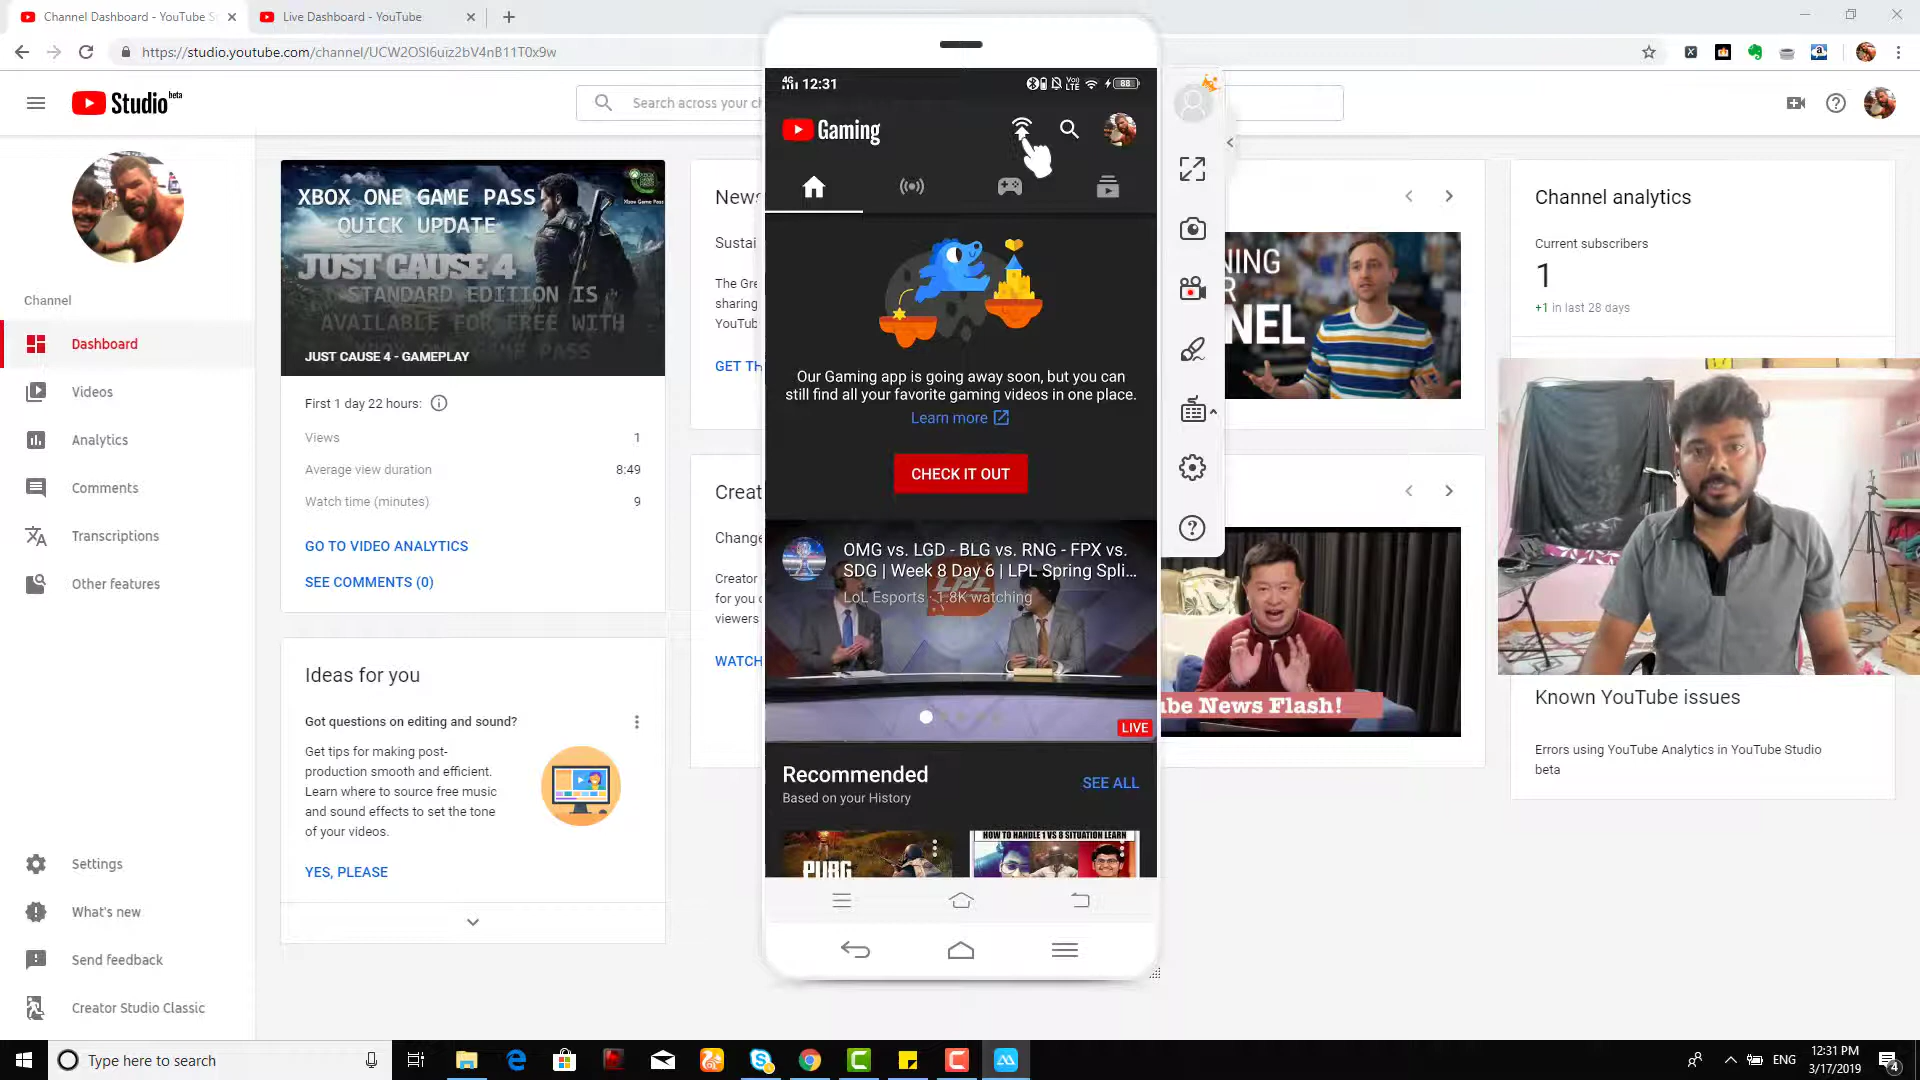 Channel Dashboard - YouTube St
Live Dashboard - YouTube
https://studio.youtube.com/channel/UCW2OSI6uiz2bV4nB11T0x9w
Studio beta
Search across your ch
Channel
Dashboard
Videos
Analytics
Comments
Transcriptions
Other features
Settings
What's new
Send feedback
Creator Studio Classic
XBOX ONE GAME PASS
QUICK UPDATE
JUST CAUSE 4
STANDARD EDITION IS
AVAILABLE FOR FREE WITH
JUST CAUSE 4 - GAMEPLAY
First 1 day 22 hours:
Views 1
Average view duration 8:49
Watch time (minutes) 9
GO TO VIDEO ANALYTICS
SEE COMMENTS (0)
Ideas for you
Got questions on editing and sound?
Get tips for making post-
production smooth and efficient.
Learn where to source free music
and sound effects to set the tone
of your videos.
YES, PLEASE
News
Sustai
The Gre
sharing
YouTub
GET TH
Creat
Change
Creator
for you c
viewers
WATCH
4G 12:31
VoI LTE 88
Gaming
Our Gaming app is going away soon, but you can
still find all your favorite gaming videos in one place.
Learn more
CHECK IT OUT
OMG vs. LGD - BLG vs. RNG - FPX vs.
SDG | Week 8 Day 6 | LPL Spring Spli...
LoL Esports · 1.8K watching
LPL
LIVE
Recommended
Based on your History
SEE ALL
PUBG
HOW TO HANDLE 1 VS 8 SITUATION LEARN
NING
R
NEL
be News Flash!
Channel analytics
Current subscribers
1
+1 in last 28 days
Known YouTube issues
Errors using YouTube Analytics in YouTube Studio
beta
Type here to search
ENG
12:31 PM
3/17/2019
4